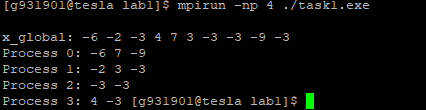 [g931901@tesla lab1]$ mpirun -np 4 ./task1.exe
x_global: -6 -2 -3 4 7 3 -3 -3 -9 -3
Process 0: -6 7 -9
Process 1: -2 3 -3
Process 2: -3 -3
Process 3: 4 -3 [g931901@tesla lab1]$